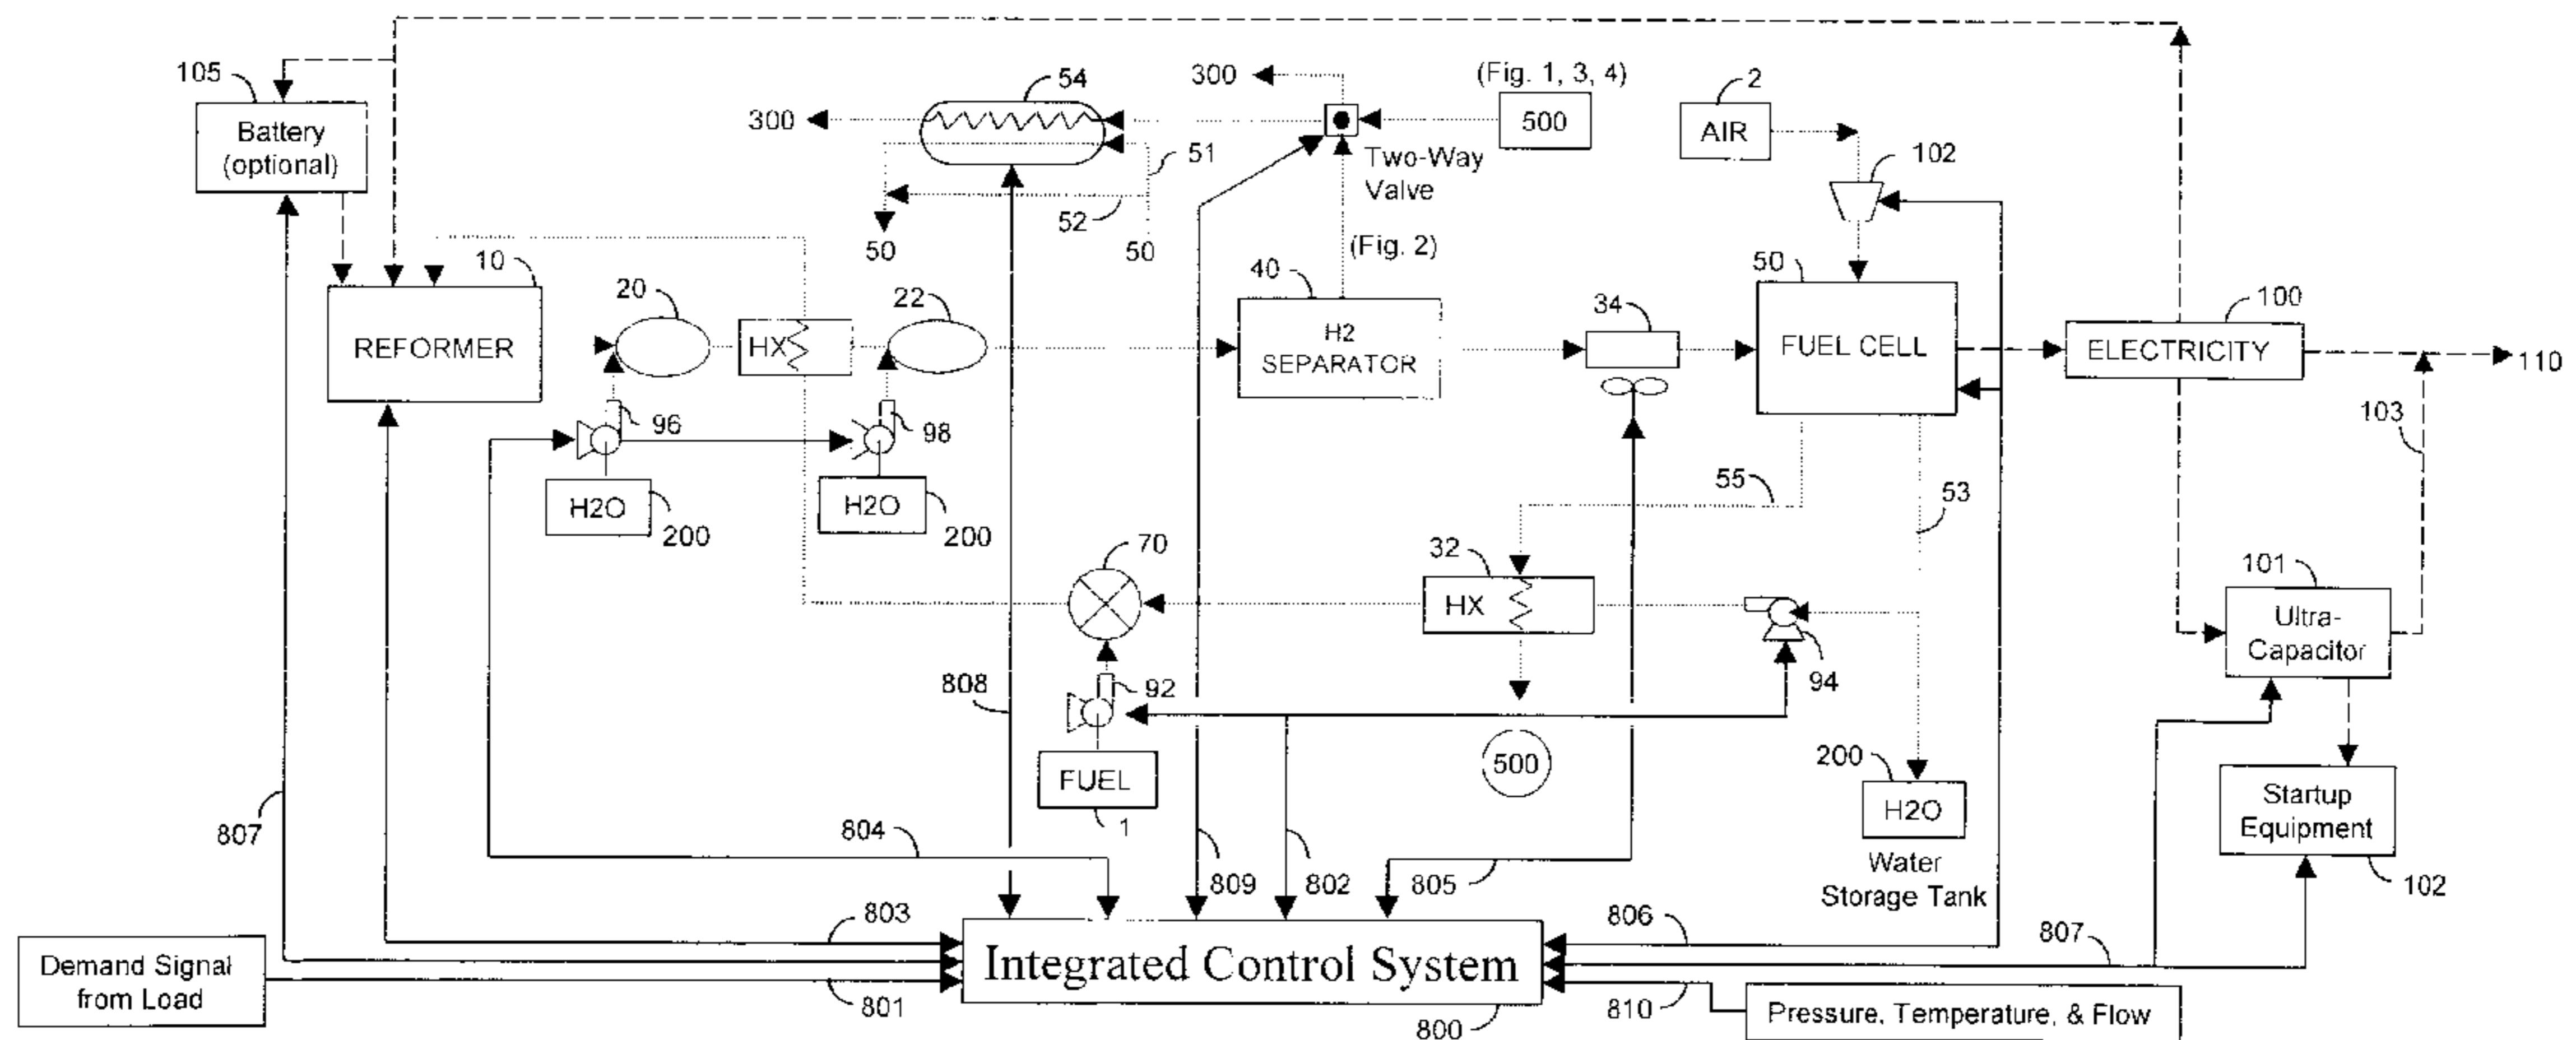 105
Battery
(optional)
54
300
300
(Fig. 1, 3, 4)
500
2
AIR
102
Two-Way
Valve
51
52
50
50
(Fig. 2)
10
REFORMER
20
HX
22
40
H2
SEPARATOR
34
50
FUEL CELL
100
ELECTRICITY
110
103
96
98
H2O
200
H2O
200
55
53
70
32
HX
94
101
Ultra-
Capacitor
808
92
FUEL
1
500
200
H2O
Water
Storage Tank
Startup
Equipment
102
807
804
809
802
805
803
806
807
Demand Signal
from Load
801
Integrated Control System
800
810
Pressure, Temperature, & Flow